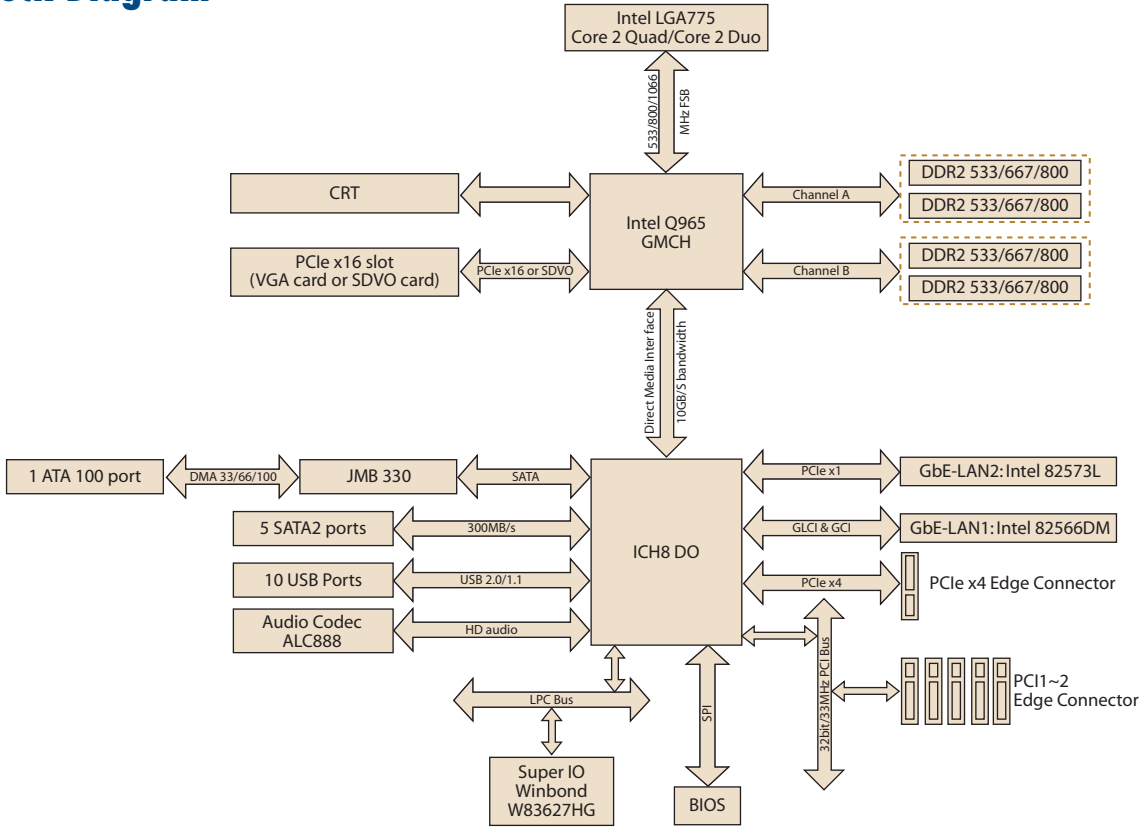 Diagram
Intel LGA775
Core 2 Quad/Core 2 Duo
533/800/1066
MHz FSB
CRT
Intel Q965
GMCH
Channel A
DDR2 533/667/800
DDR2 533/667/800
PCIe x16 slot
(VGA card or SDVO card)
PCIe x16 or SDVO
Channel B
DDR2 533/667/800
DDR2 533/667/800
Direct Media Inter face
10GB/S bandwidth
1 ATA 100 port
DMA 33/66/100
JMB 330
SATA
ICH8 DO
PCIe x1
GbE-LAN2: Intel 82573L
5 SATA2 ports
300MB/s
GLCI & GCI
GbE-LAN1: Intel 82566DM
10 USB Ports
USB 2.0/1.1
PCIe x4
PCIe x4 Edge Connector
Audio Codec
ALC888
HD audio
32bit/33MHz PCI Bus
PCI1~2
Edge Connector
LPC Bus
SPI
Super IO
Winbond
W83627HG
BIOS